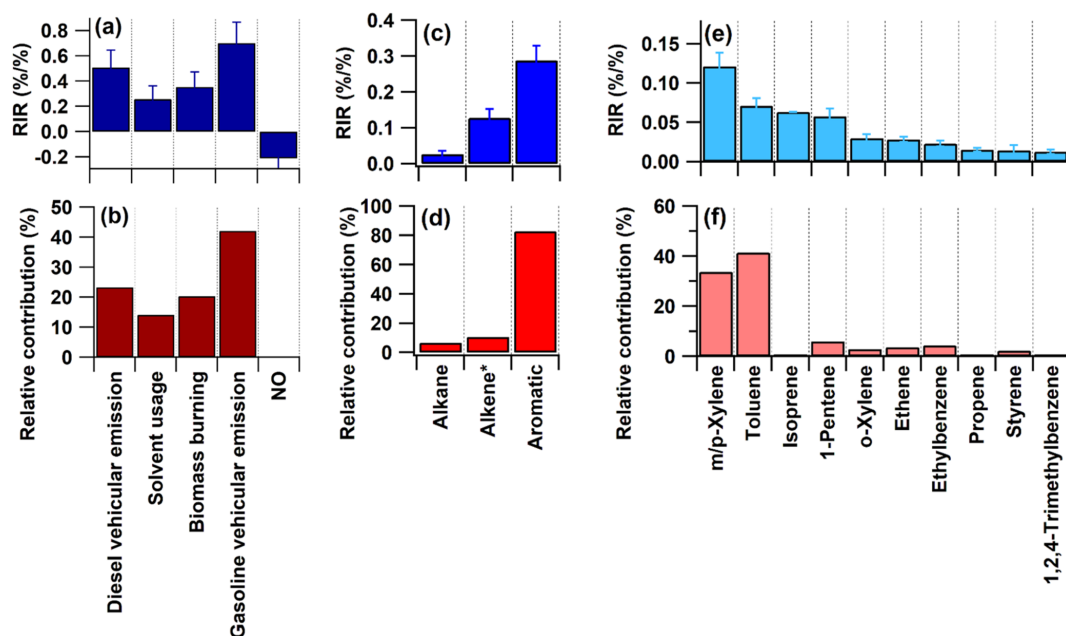 (a)
RIR (%/%)
0.8
0.6
0.4
0.2
0.0
-0.2
(b)
Relative contribution (%)
50
40
30
20
10
0
Diesel vehicular emission
Solvent usage
Biomass burning
Gasoline vehicular emission
NO
(c)
RIR (%/%)
0.4
0.3
0.2
0.1
0.0
(d)
Relative contribution (%)
100
80
60
40
20
0
Alkane
Alkene*
Aromatic
(e)
RIR (%/%)
0.15
0.10
0.05
0.00
(f)
Relative contribution (%)
60
40
20
0
m/p-Xylene
Toluene
Isoprene
1-Pentene
o-Xylene
Ethene
Ethylbenzene
Propene
Styrene
1,2,4-Trimethylbenzene